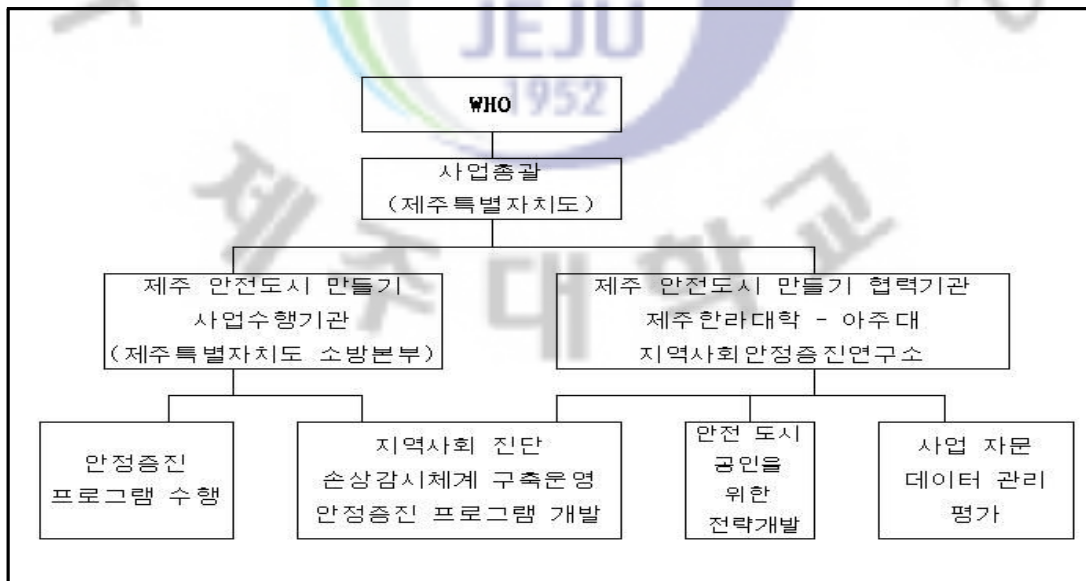 JEJU
1952
제주대학교
WHO
사업총괄
(제주특별자치도)
제주 안전도시 만들기
사업수행기관
(제주특별자치도 소방본부)
제주 안전도시 만들기 협력기관
제주한라대학 - 아주대
지역사회안정증진연구소
안정증진
프로그램 수행
지역사회 진단
손상감시체계 구축운영
안정증진 프로그램 개발
안전 도시
공인을
위한
전략개발
사업 자문
데이터 관리
평가